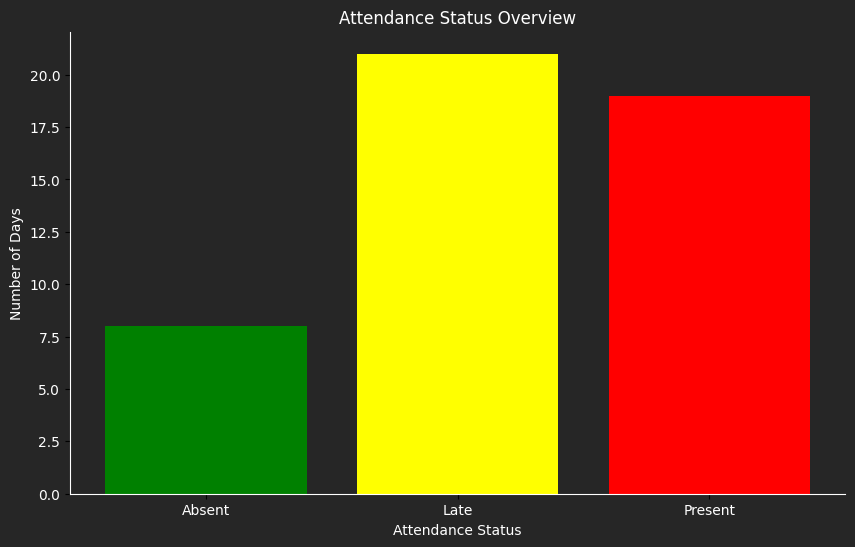 Attendance Status Overview
Number of Days
20.0
17.5
15.0
12.5
10.0
7.5
5.0
2.5
0.0
Absent Late Present
Attendance Status